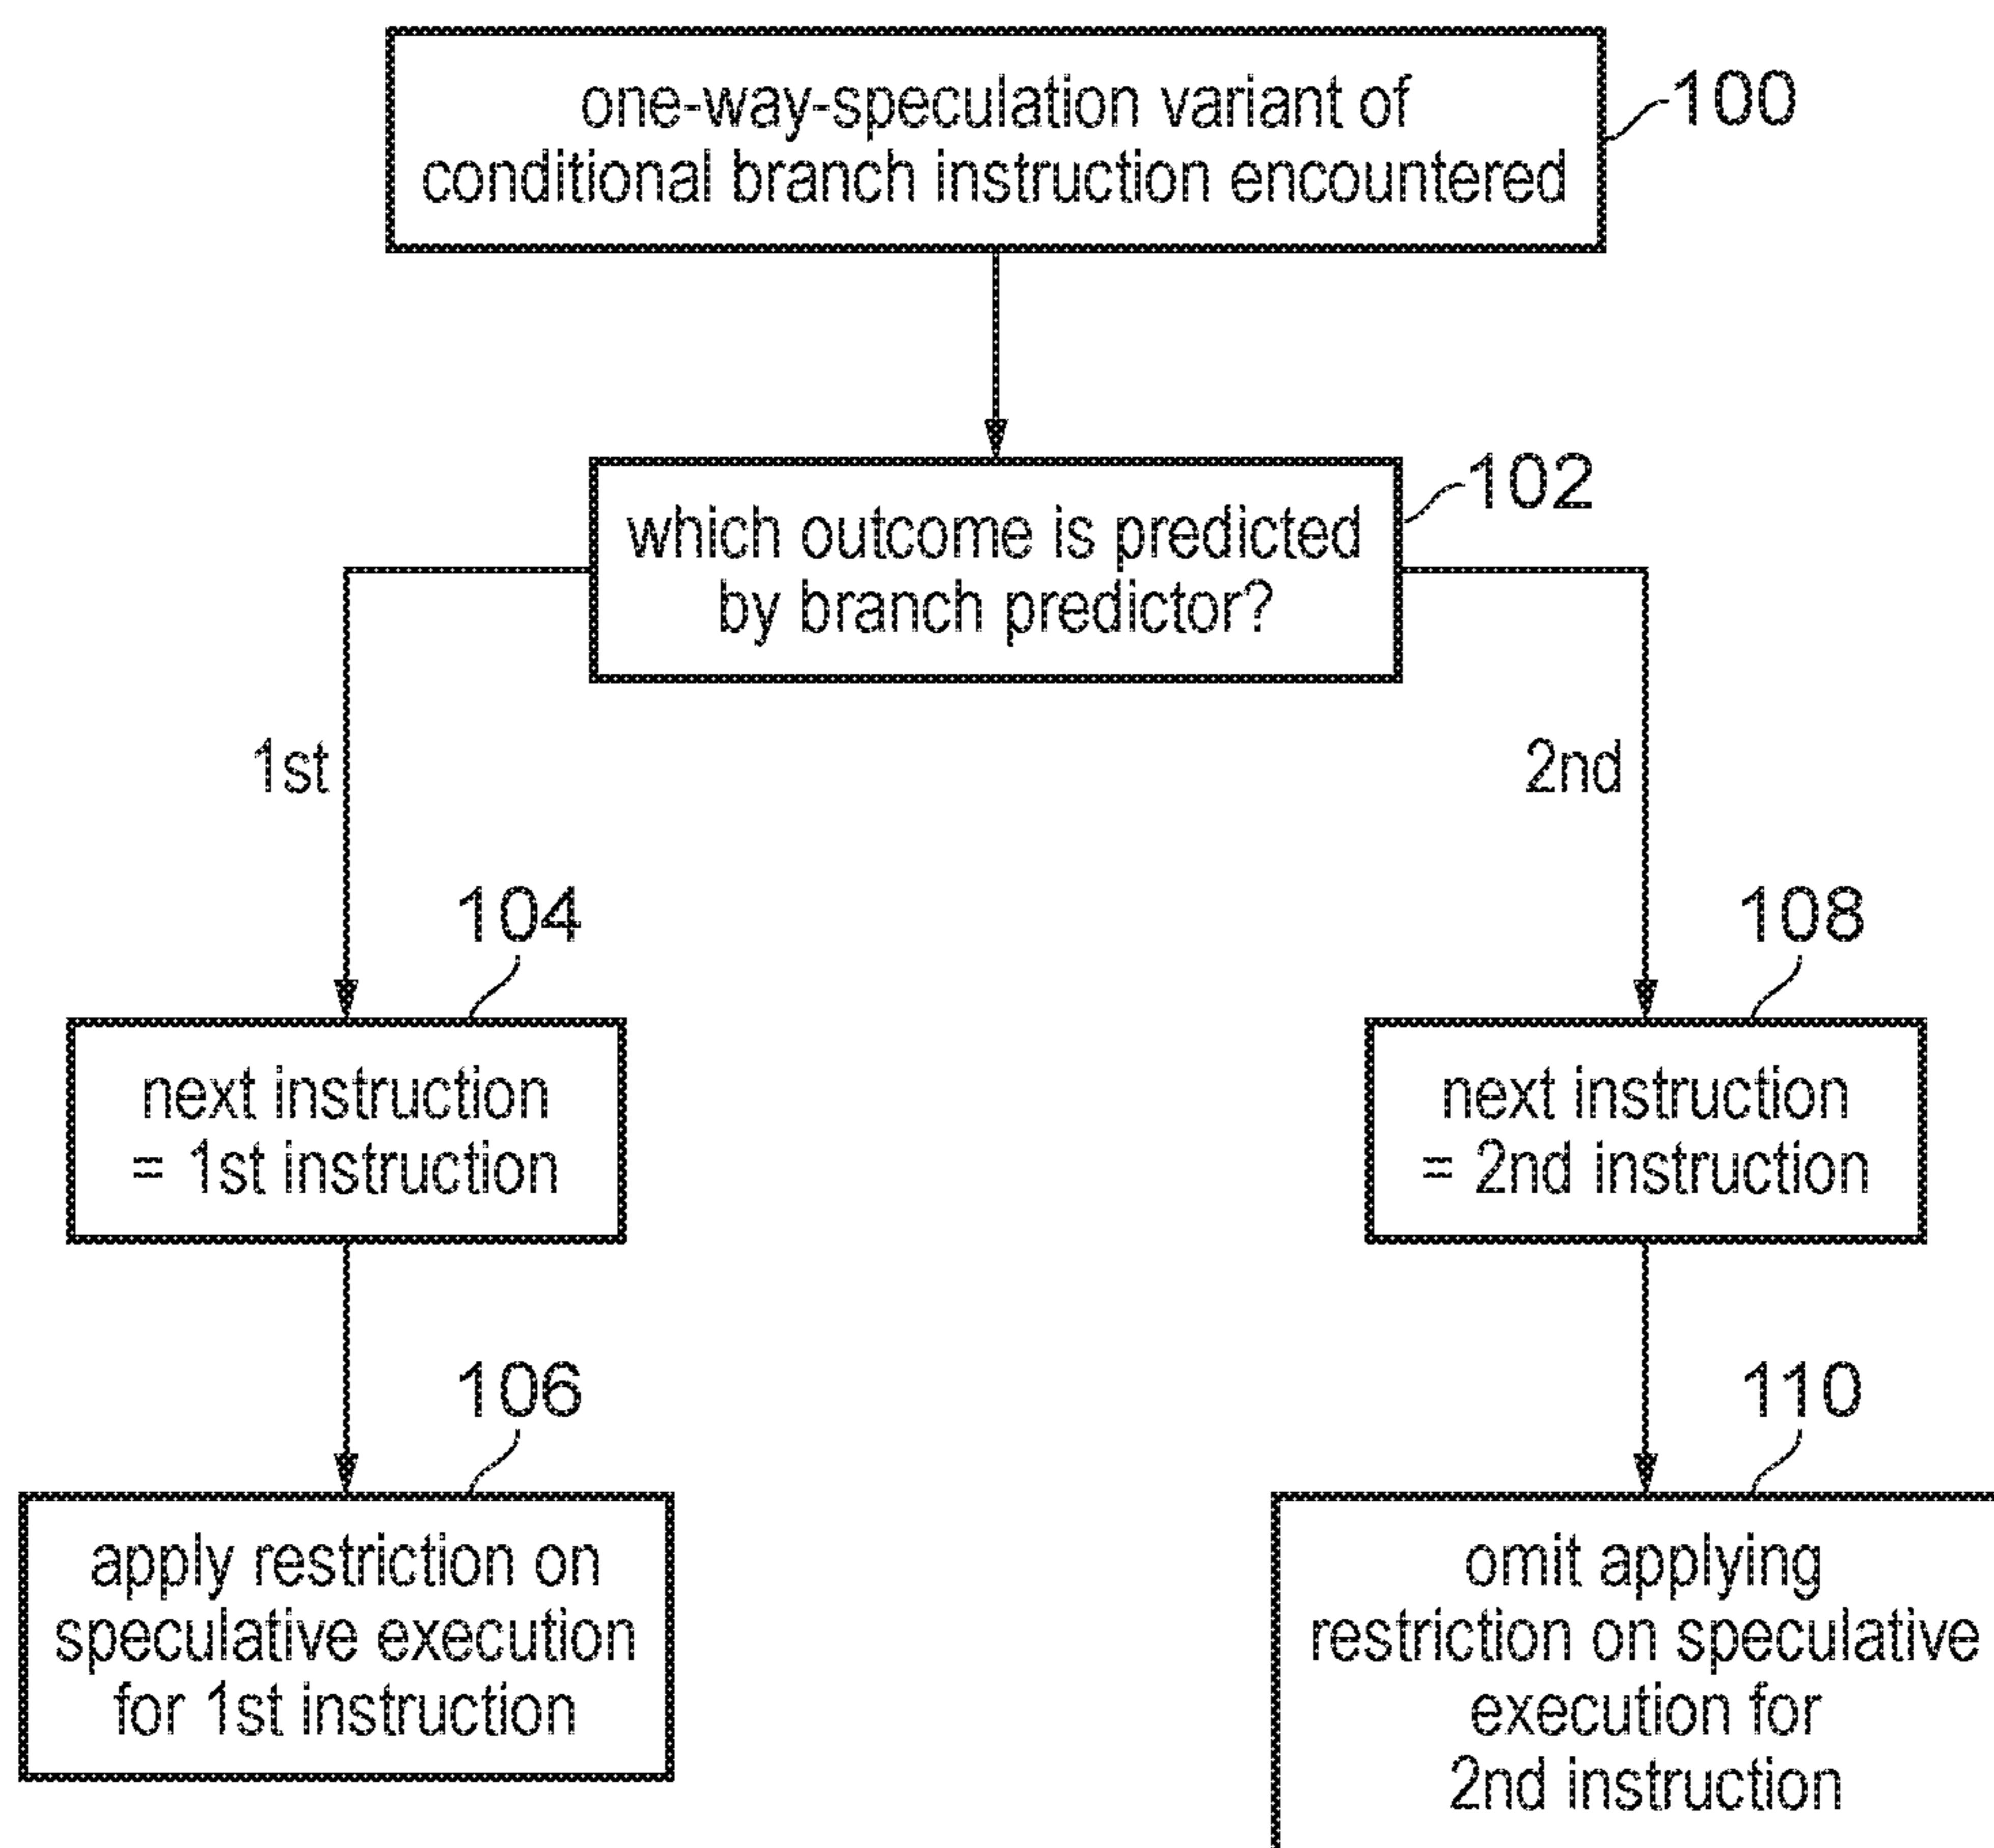 one-way-speculation variant of
conditional branch instruction encountered
100
which outcome is predicted
by branch predictor?
102
1st
2nd
104
108
next instruction
= 1st instruction
next instruction
= 2nd instruction
106
110
apply restriction on
speculative execution
for 1st instruction
omit applying
restriction on speculative
execution for
2nd instruction